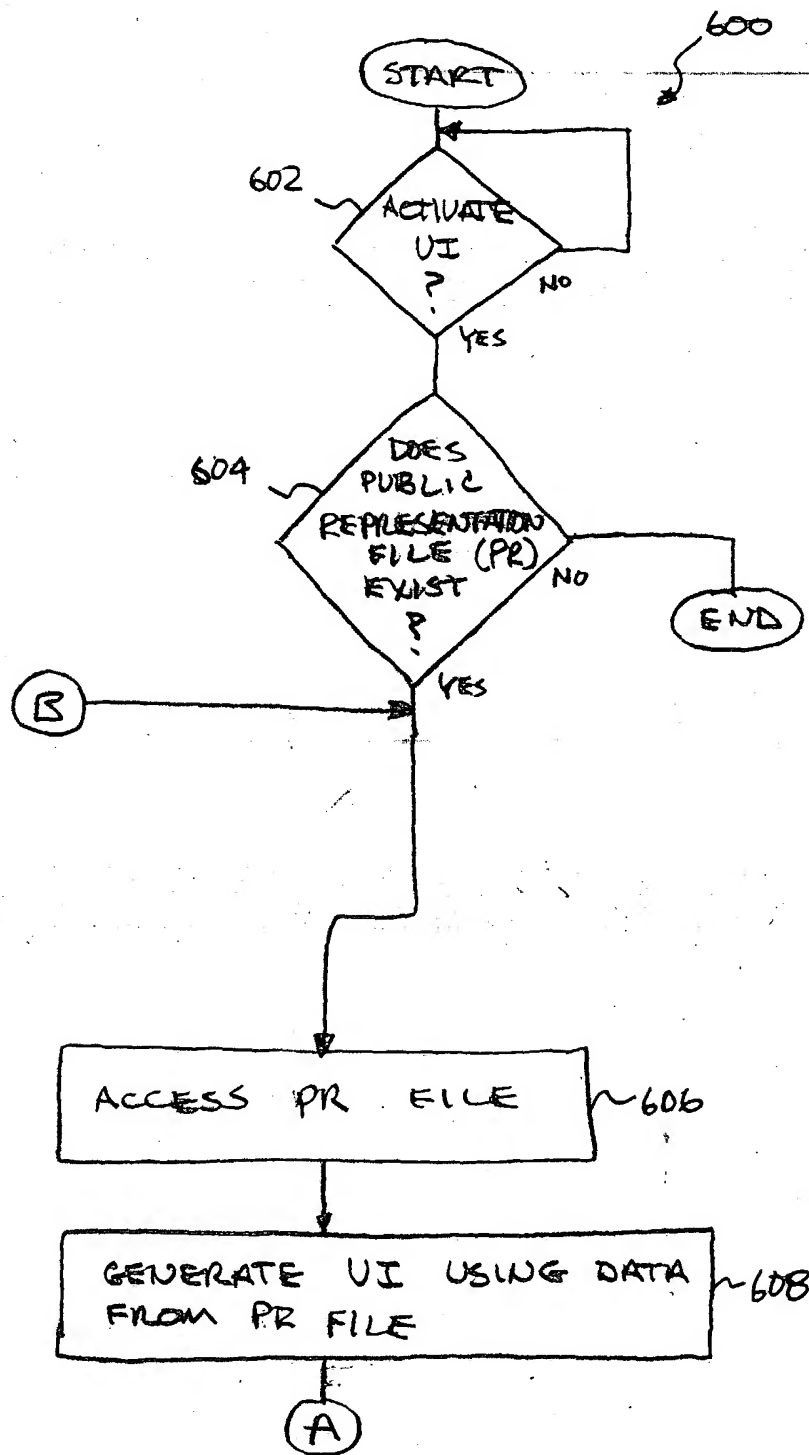 600
START
602
ACTIVATE
UI
?
NO
YES
604
DOES
PUBLIC
REPRESENTATION
FILE (PR)
EXIST
?
NO
END
YES
B
ACCESS PR FILE
606
GENERATE UI USING DATA
FROM PR FILE
608
A